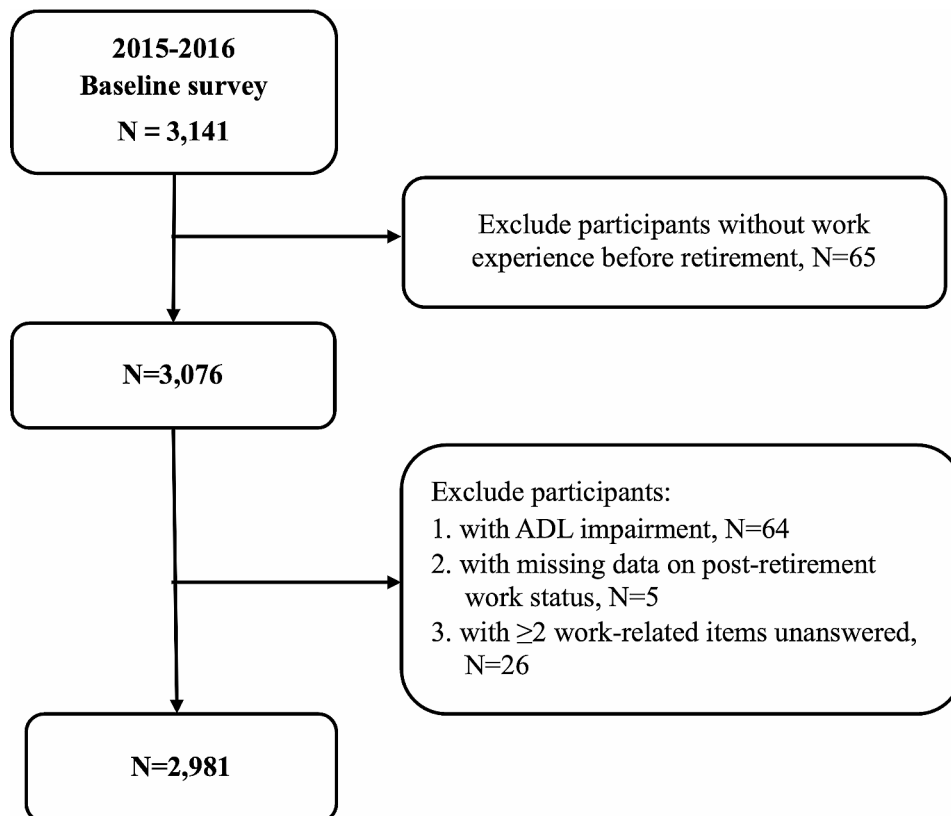 2015-2016
Baseline survey
N = 3,141
Exclude participants without work
experience before retirement, N=65
N=3,076
Exclude participants:
1. with ADL impairment, N=64
2. with missing data on post-retirement
work status, N=5
3. with ≥2 work-related items unanswered,
N=26
N=2,981